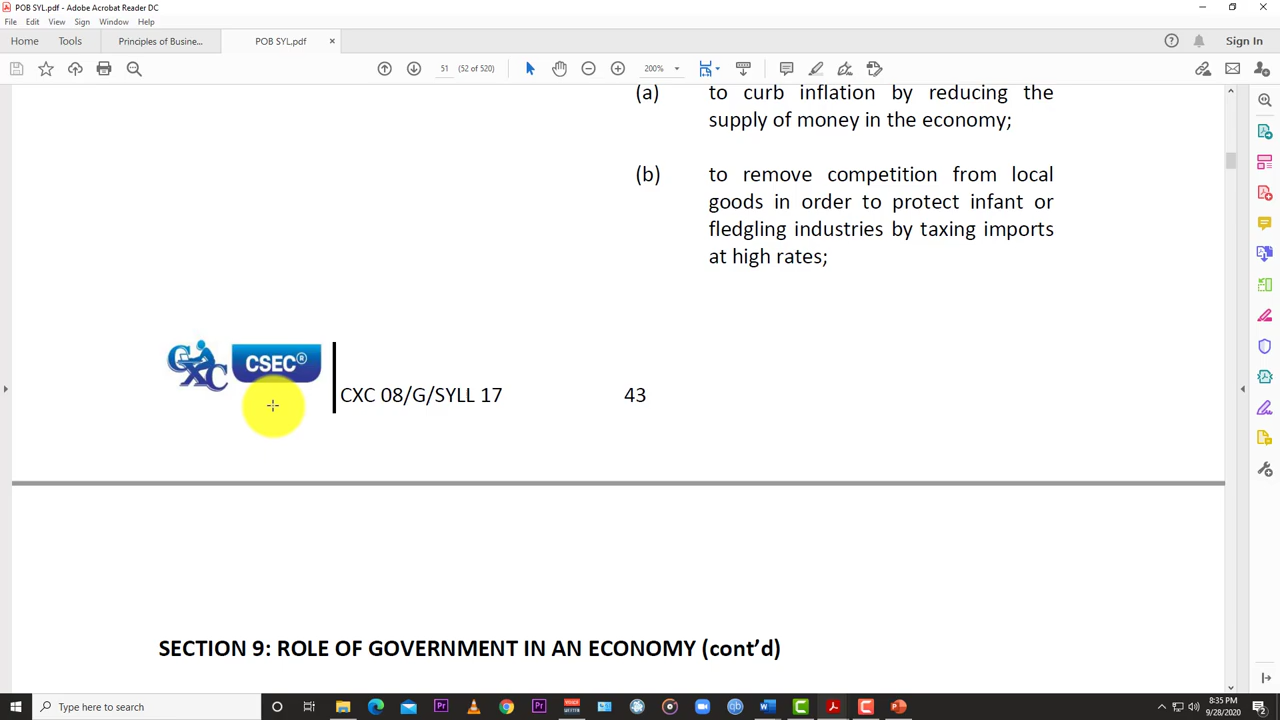 POB SYL.pdf - Adobe Acrobat Reader DC
File Edit View Sign Window Help
Home Tools Principles of Busine... POB SYL.pdf × Sign In
51 (52 of 520) 200%
(a) to curb inflation by reducing the
supply of money in the economy;
(b) to remove competition from local
goods in order to protect infant or
fledgling industries by taxing imports
at high rates;
CXC CSEC®
CXC 08/G/SYLL 17 43
SECTION 9: ROLE OF GOVERNMENT IN AN ECONOMY (cont’d)
Type here to search
8:35 PM
9/28/2020